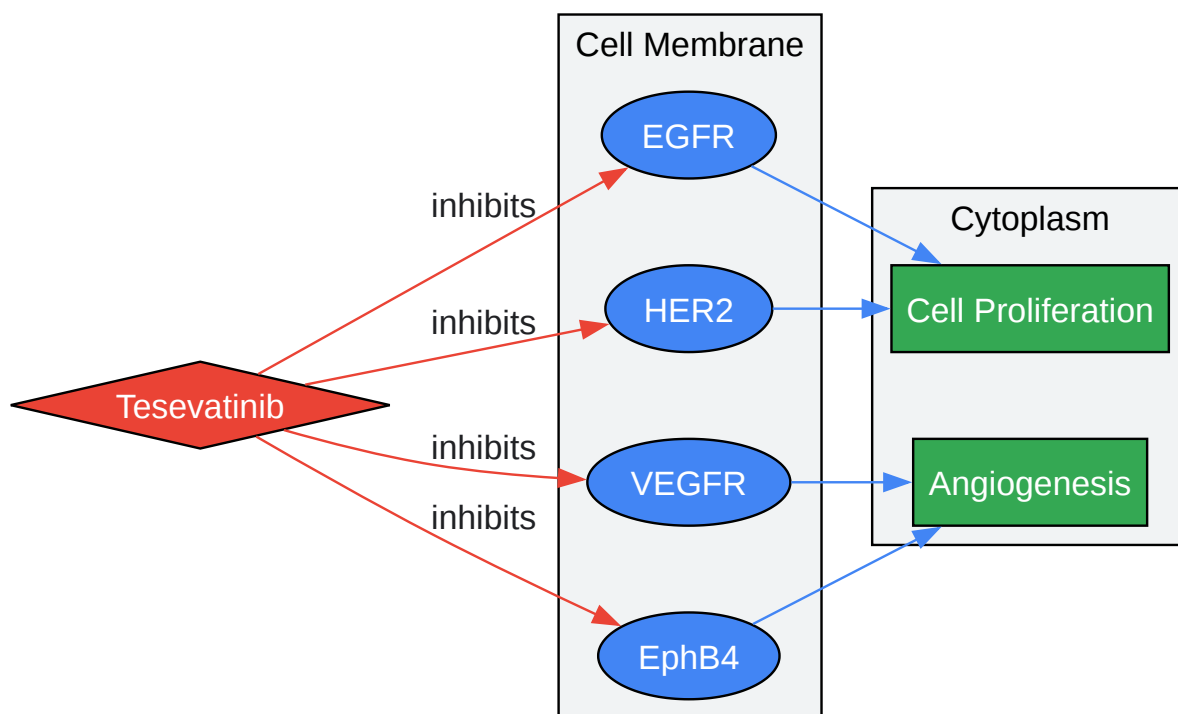 Cell Membrane
EGFR
inhibits
Cytoplasm
HER2
Cell Proliferation
inhibits
Tesevatinib
inhibits
VEGFR
Angiogenesis
inhibits
EphB4